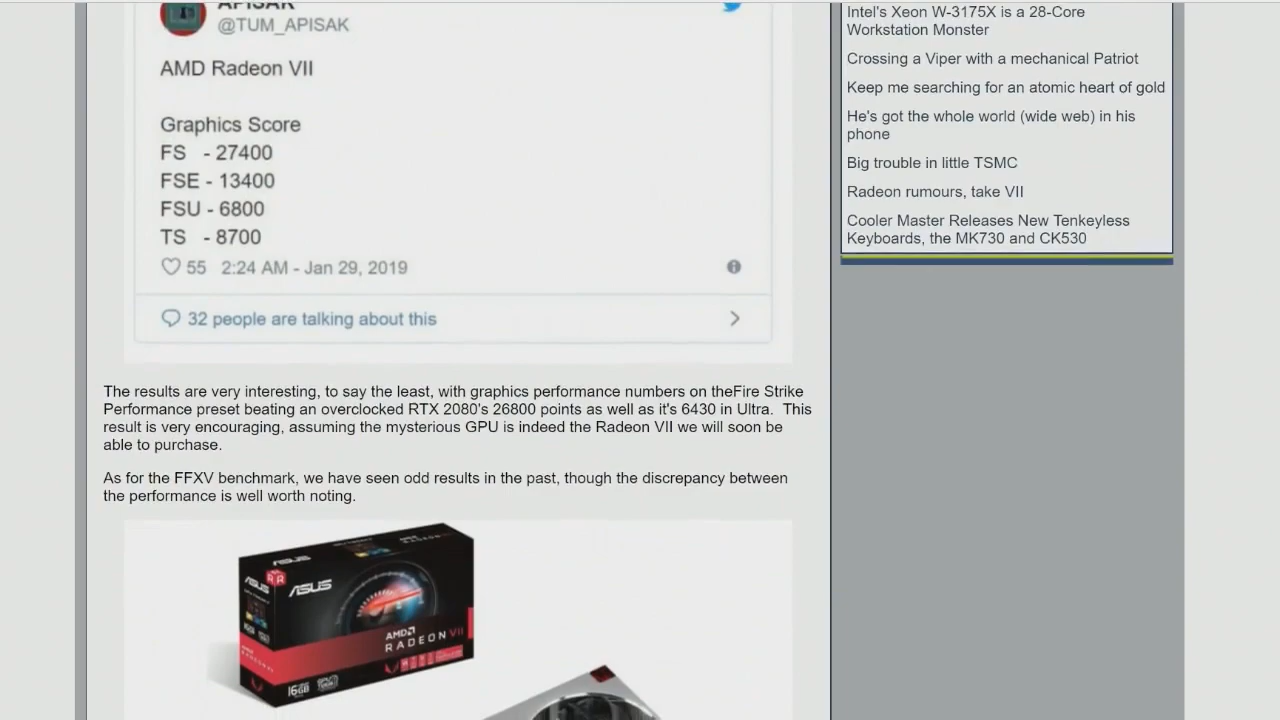 APISAK
@TUM_APISAK
AMD Radeon VII
Graphics Score
FS - 27400
FSE - 13400
FSU - 6800
TS - 8700
55 2:24 AM - Jan 29, 2019
32 people are talking about this
The results are very interesting, to say the least, with graphics performance numbers on theFire Strike
Performance preset beating an overclocked RTX 2080's 26800 points as well as it's 6430 in Ultra. This
result is very encouraging, assuming the mysterious GPU is indeed the Radeon VII we will soon be
able to purchase.
As for the FFXV benchmark, we have seen odd results in the past, though the discrepancy between
the performance is well worth noting.
ASUS
ASUS
ASUS
AMD
RADEON VII
16GB
Intel's Xeon W-3175X is a 28-Core
Workstation Monster
Crossing a Viper with a mechanical Patriot
Keep me searching for an atomic heart of gold
He's got the whole world (wide web) in his
phone
Big trouble in little TSMC
Radeon rumours, take VII
Cooler Master Releases New Tenkeyless
Keyboards, the MK730 and CK530